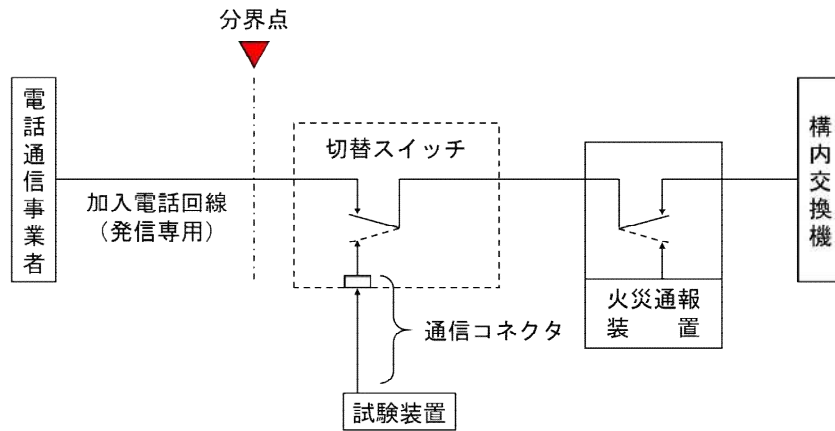 分界点
電話通信事業者
切替スイッチ
構内交換機
加入電話回線
（発信専用）
火災通報
装　置
通信コネクタ
試験装置